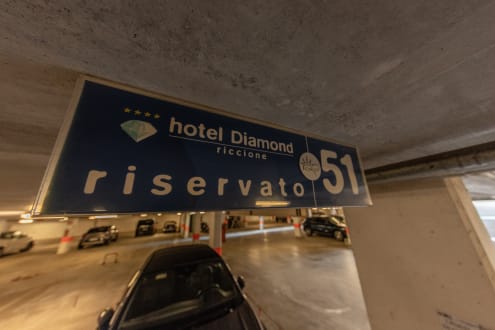 hotel Diamond
riccione
riservato
51